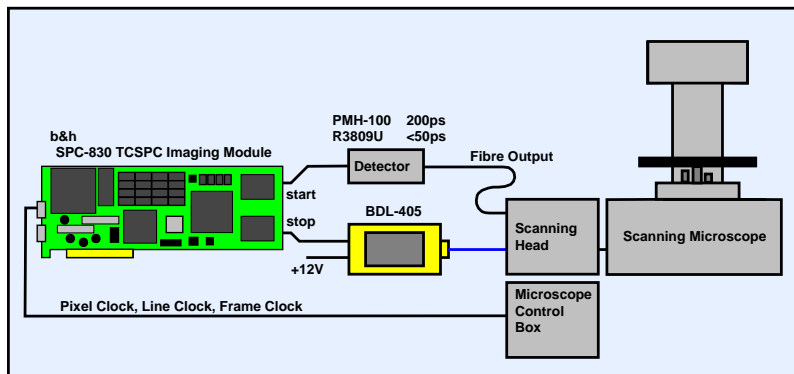 PMH-100 200ps
R3809U <50ps
b&h
SPC-830 TCSPC Imaging Module
Detector
Fibre Output
start
stop
BDL-405
+12V
Scanning
Head
Scanning Microscope
Pixel Clock, Line Clock, Frame Clock
Microscope
Control
Box